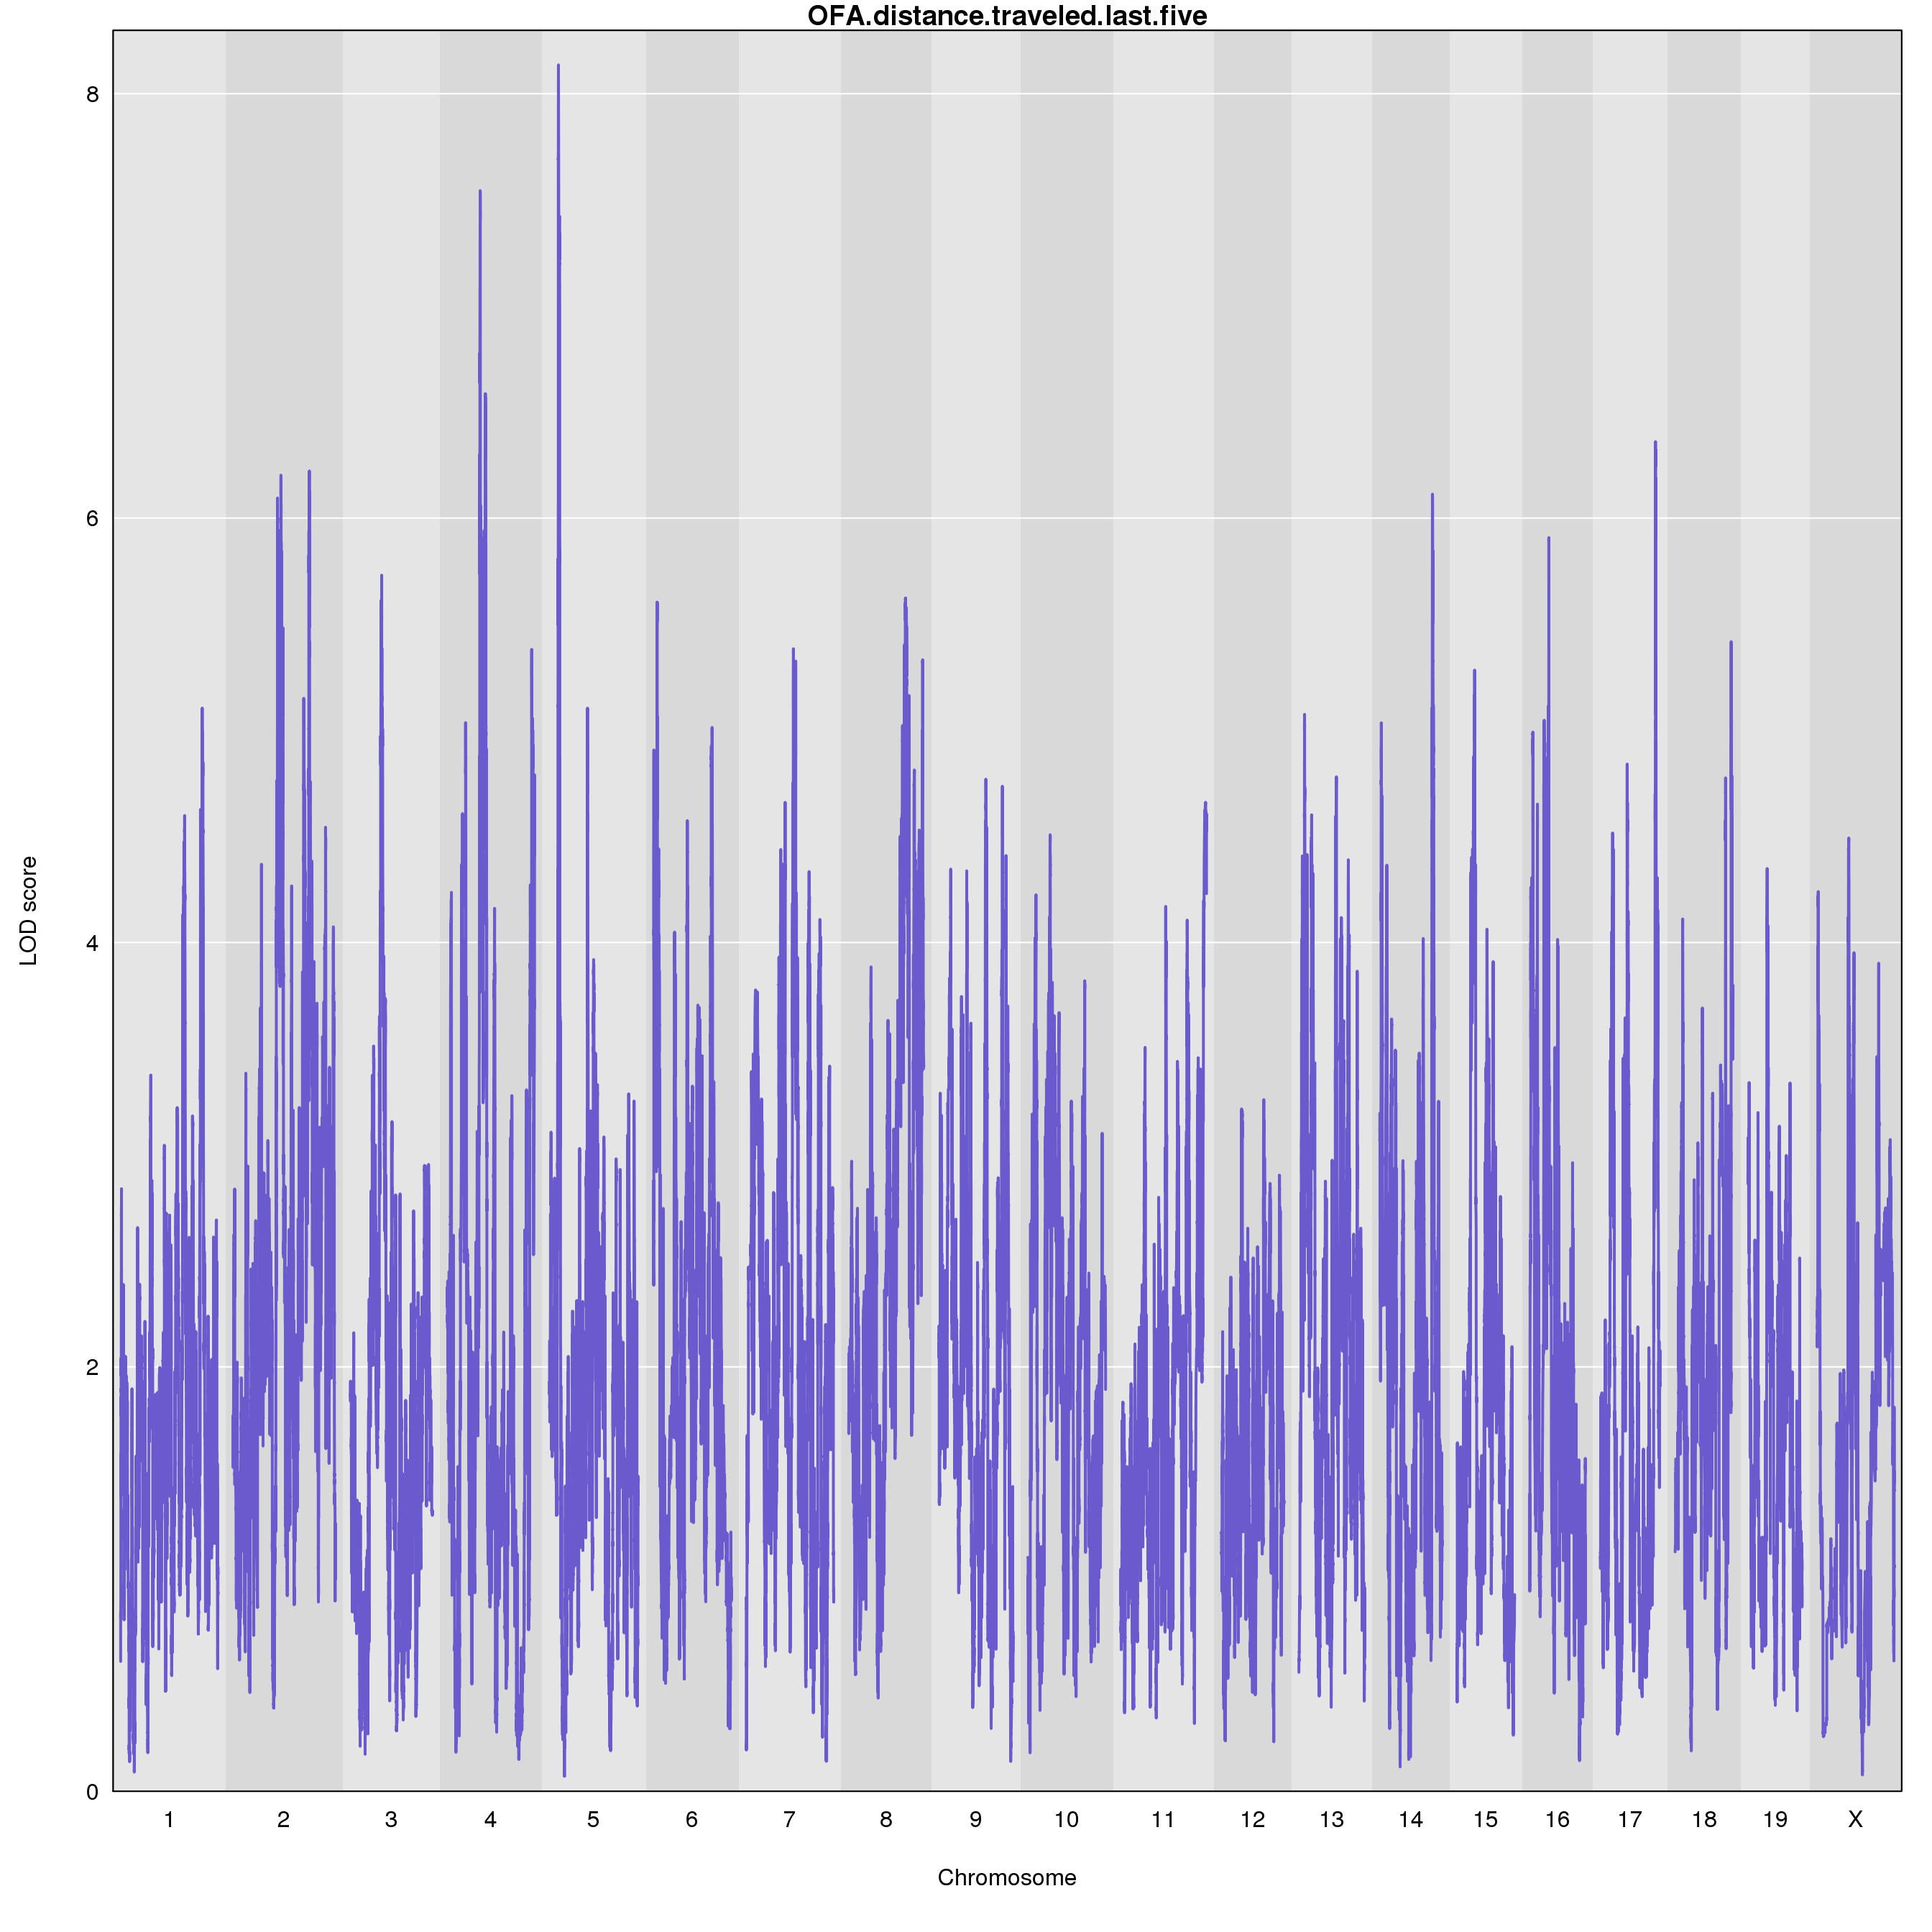 OFA.distance.traveled.last.five
8
6
4
2
0
LOD score
1 2 3 4 5 6 7 8 9 10 11 12 13 14 15 16 17 18 19 X
Chromosome